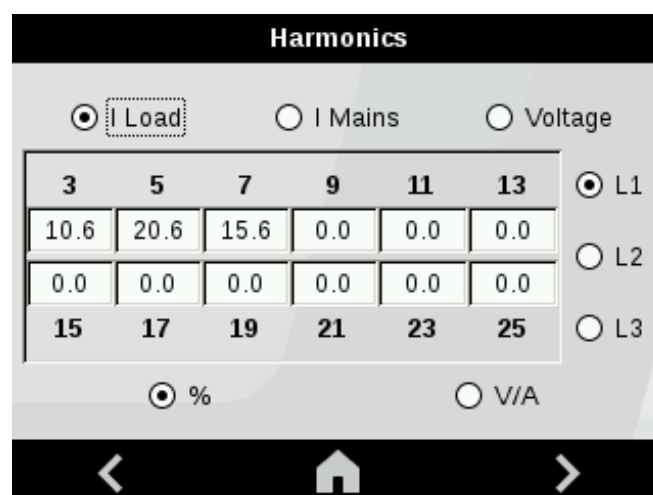 Harmonics
I Load I Mains Voltage
3 5 7 9 11 13 L1
10.6 20.6 15.6 0.0 0.0 0.0
L2
0.0 0.0 0.0 0.0 0.0 0.0
15 17 19 21 23 25 L3
% V/A